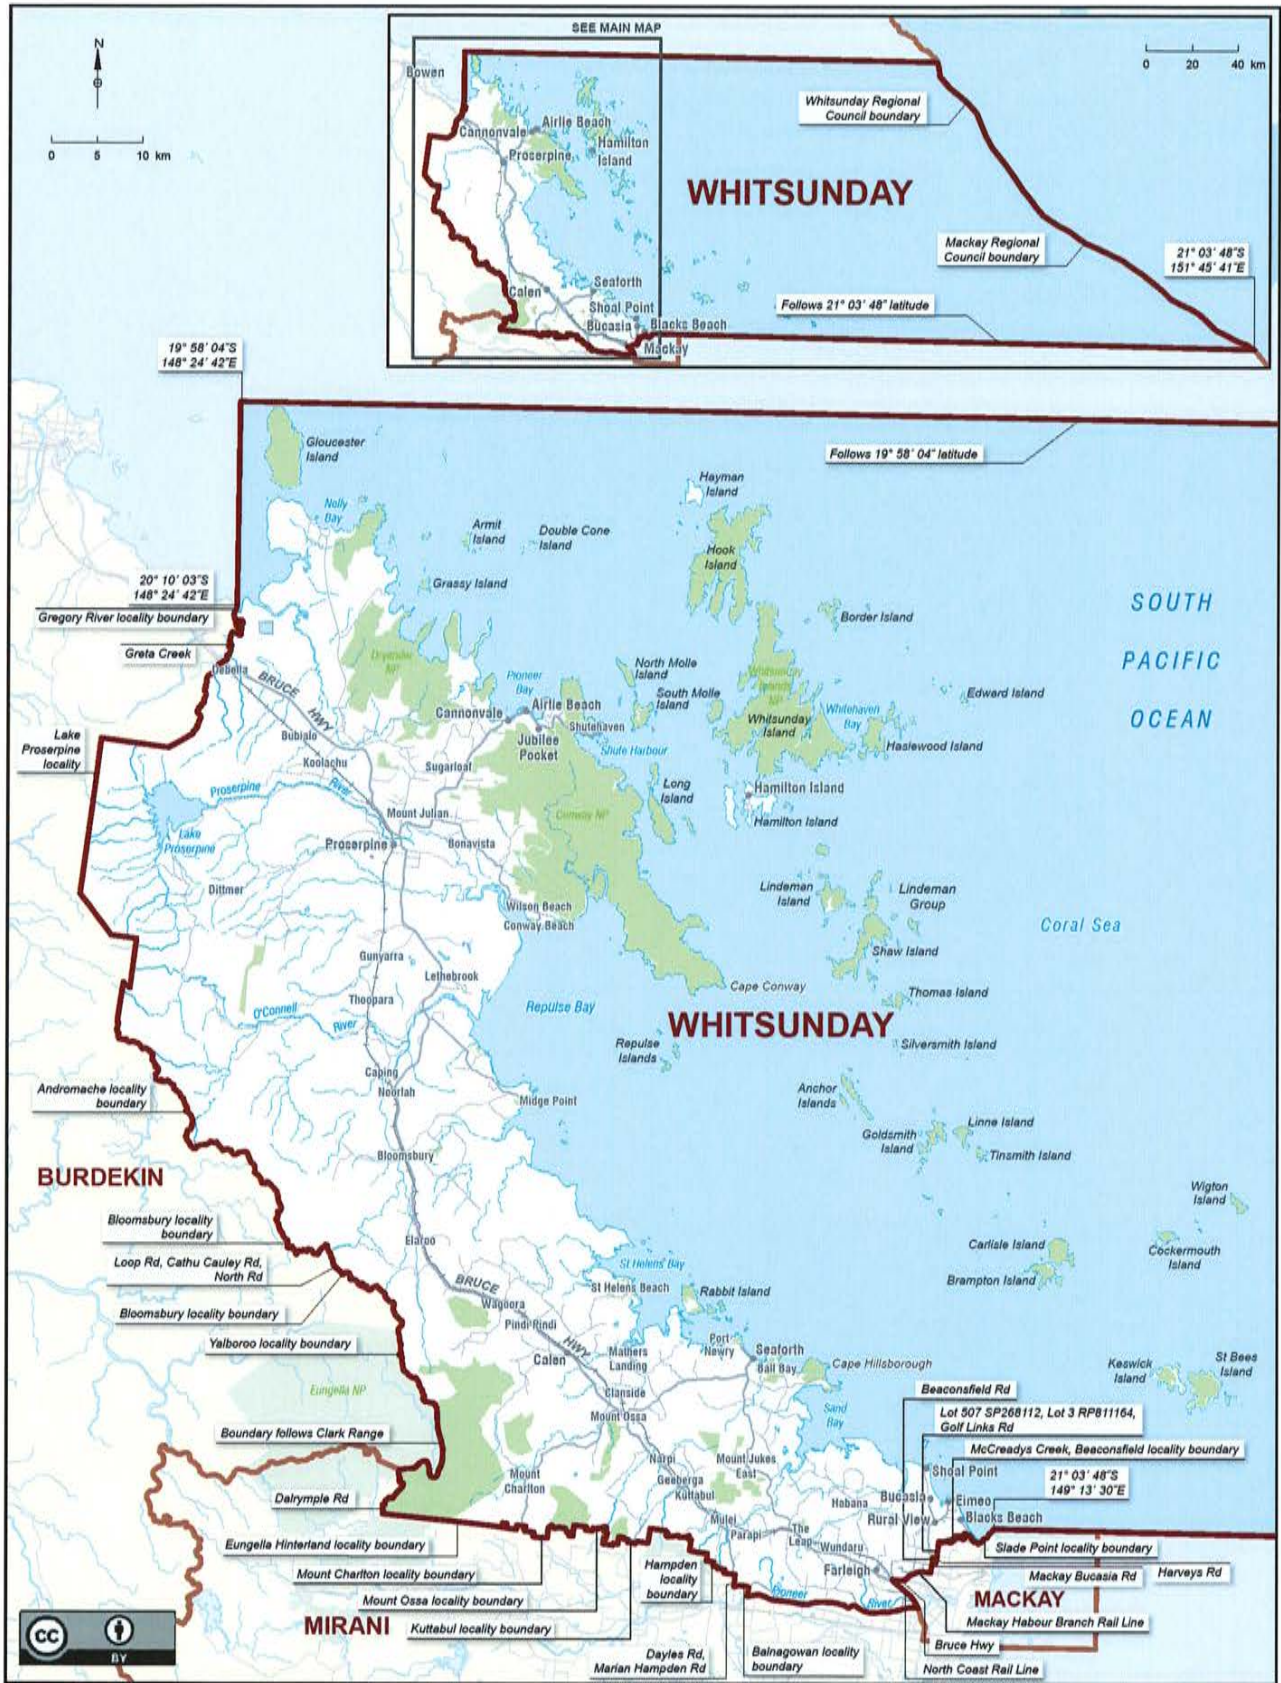 SEE MAIN MAP
N
0 5 10 km
0 20 40 km
Bowen
Whitsunday Regional
Council boundary
Airlie Beach
Cannonvale
Hamilton
Island
Proserpine
WHITSUNDAY
Mackay Regional
Council boundary
21° 03' 48"S
151° 45' 41"E
Seaforth
Calen
Follows 21° 03' 48" latitude
Shoal Point
Bucasia
Blacks Beach
Mackay
19° 58' 04"S
148° 24' 42"E
Gloucester
Island
Follows 19° 58' 04" latitude
Hayman
Island
Nelly
Bay
Armit
Island
Double Cone
Island
Hook
Island
Grassy Island
20° 10' 03"S
148° 24' 42"E
SOUTH
PACIFIC
OCEAN
Gregory River locality boundary
Border Island
Greta Creek
Debella
Dryander
NP
North Molle
Island
BRUCE
HWY
Pioneer
Bay
South Molle
Island
Whitsunday
Islands
NP
Edward Island
Airlie Beach
Cannonvale
Whitsunday
Island
Whitehaven
Bay
Shutehaven
Lake
Proserpine
locality
Bubialo
Jubilee
Pocket
Shute Harbour
Haslewood Island
Koolachu
Sugarloaf
Long
Island
Hamilton Island
Proserpine
River
Mount Julian
Conway NP
Hamilton Island
Lake
Proserpine
Proserpine
Bonavista
Dittmer
Lindeman
Island
Lindeman
Group
Wilson Beach
Conway Beach
Coral Sea
Gunyarra
Shaw Island
Lethebrook
Cape Conway
Thoopara
Thomas Island
O'Connell
River
Repulse Bay
WHITSUNDAY
Repulse
Islands
Silversmith Island
Caping
Andromache locality
boundary
Neorlah
Midge Point
Anchor
Islands
Linne Island
Goldsmith
Island
Bloomsbury
Tinsmith Island
BURDEKIN
Wigton
Island
Bloomsbury locality
boundary
Elaroo
Carlisle Island
Cockermouth
Island
Loop Rd, Cathu Cauley Rd,
North Rd
St Helens Bay
Brampton Island
BRUCE
HWY
St Helens Beach
Rabbit Island
Bloomsbury locality boundary
Wagoora
Pindi-Rindi
Yalboroo locality boundary
Port
Newry
Seaforth
Calen
Mathers
Landing
Ball Bay
Cape Hillsborough
Keswick
Island
St Bees
Island
Eungella NP
Clanside
Beaconsfield Rd
Mount Ossa
Sand
Bay
Lot 507 SP268112, Lot 3 RP811164,
Golf Links Rd
Boundary follows Clark Range
McCreadys Creek, Beaconsfield locality boundary
Narpi
Mount Jukes
East
Shoal Point
21° 03' 48"S
149° 13' 30"E
Mount
Charlton
Geeberga
Kuttabul
Dalrymple Rd
Habana
Bucasia
Eimeo
Mulei
Rural View
Blacks Beach
Parapi
The
Leap
Eungella Hinterland locality boundary
Wundaru
Slade Point locality boundary
Hampden
locality
boundary
Mount Charlton locality boundary
Farleigh
Mackay Bucasia Rd
Harveys Rd
Mount Ossa locality boundary
Pioneer
River
MACKAY
MIRANI
Kuttabul locality boundary
Mackay Habour Branch Rail Line
Bruce Hwy
Dayles Rd,
Marian Hampden Rd
Balnagowan locality
boundary
North Coast Rail Line
CC
BY